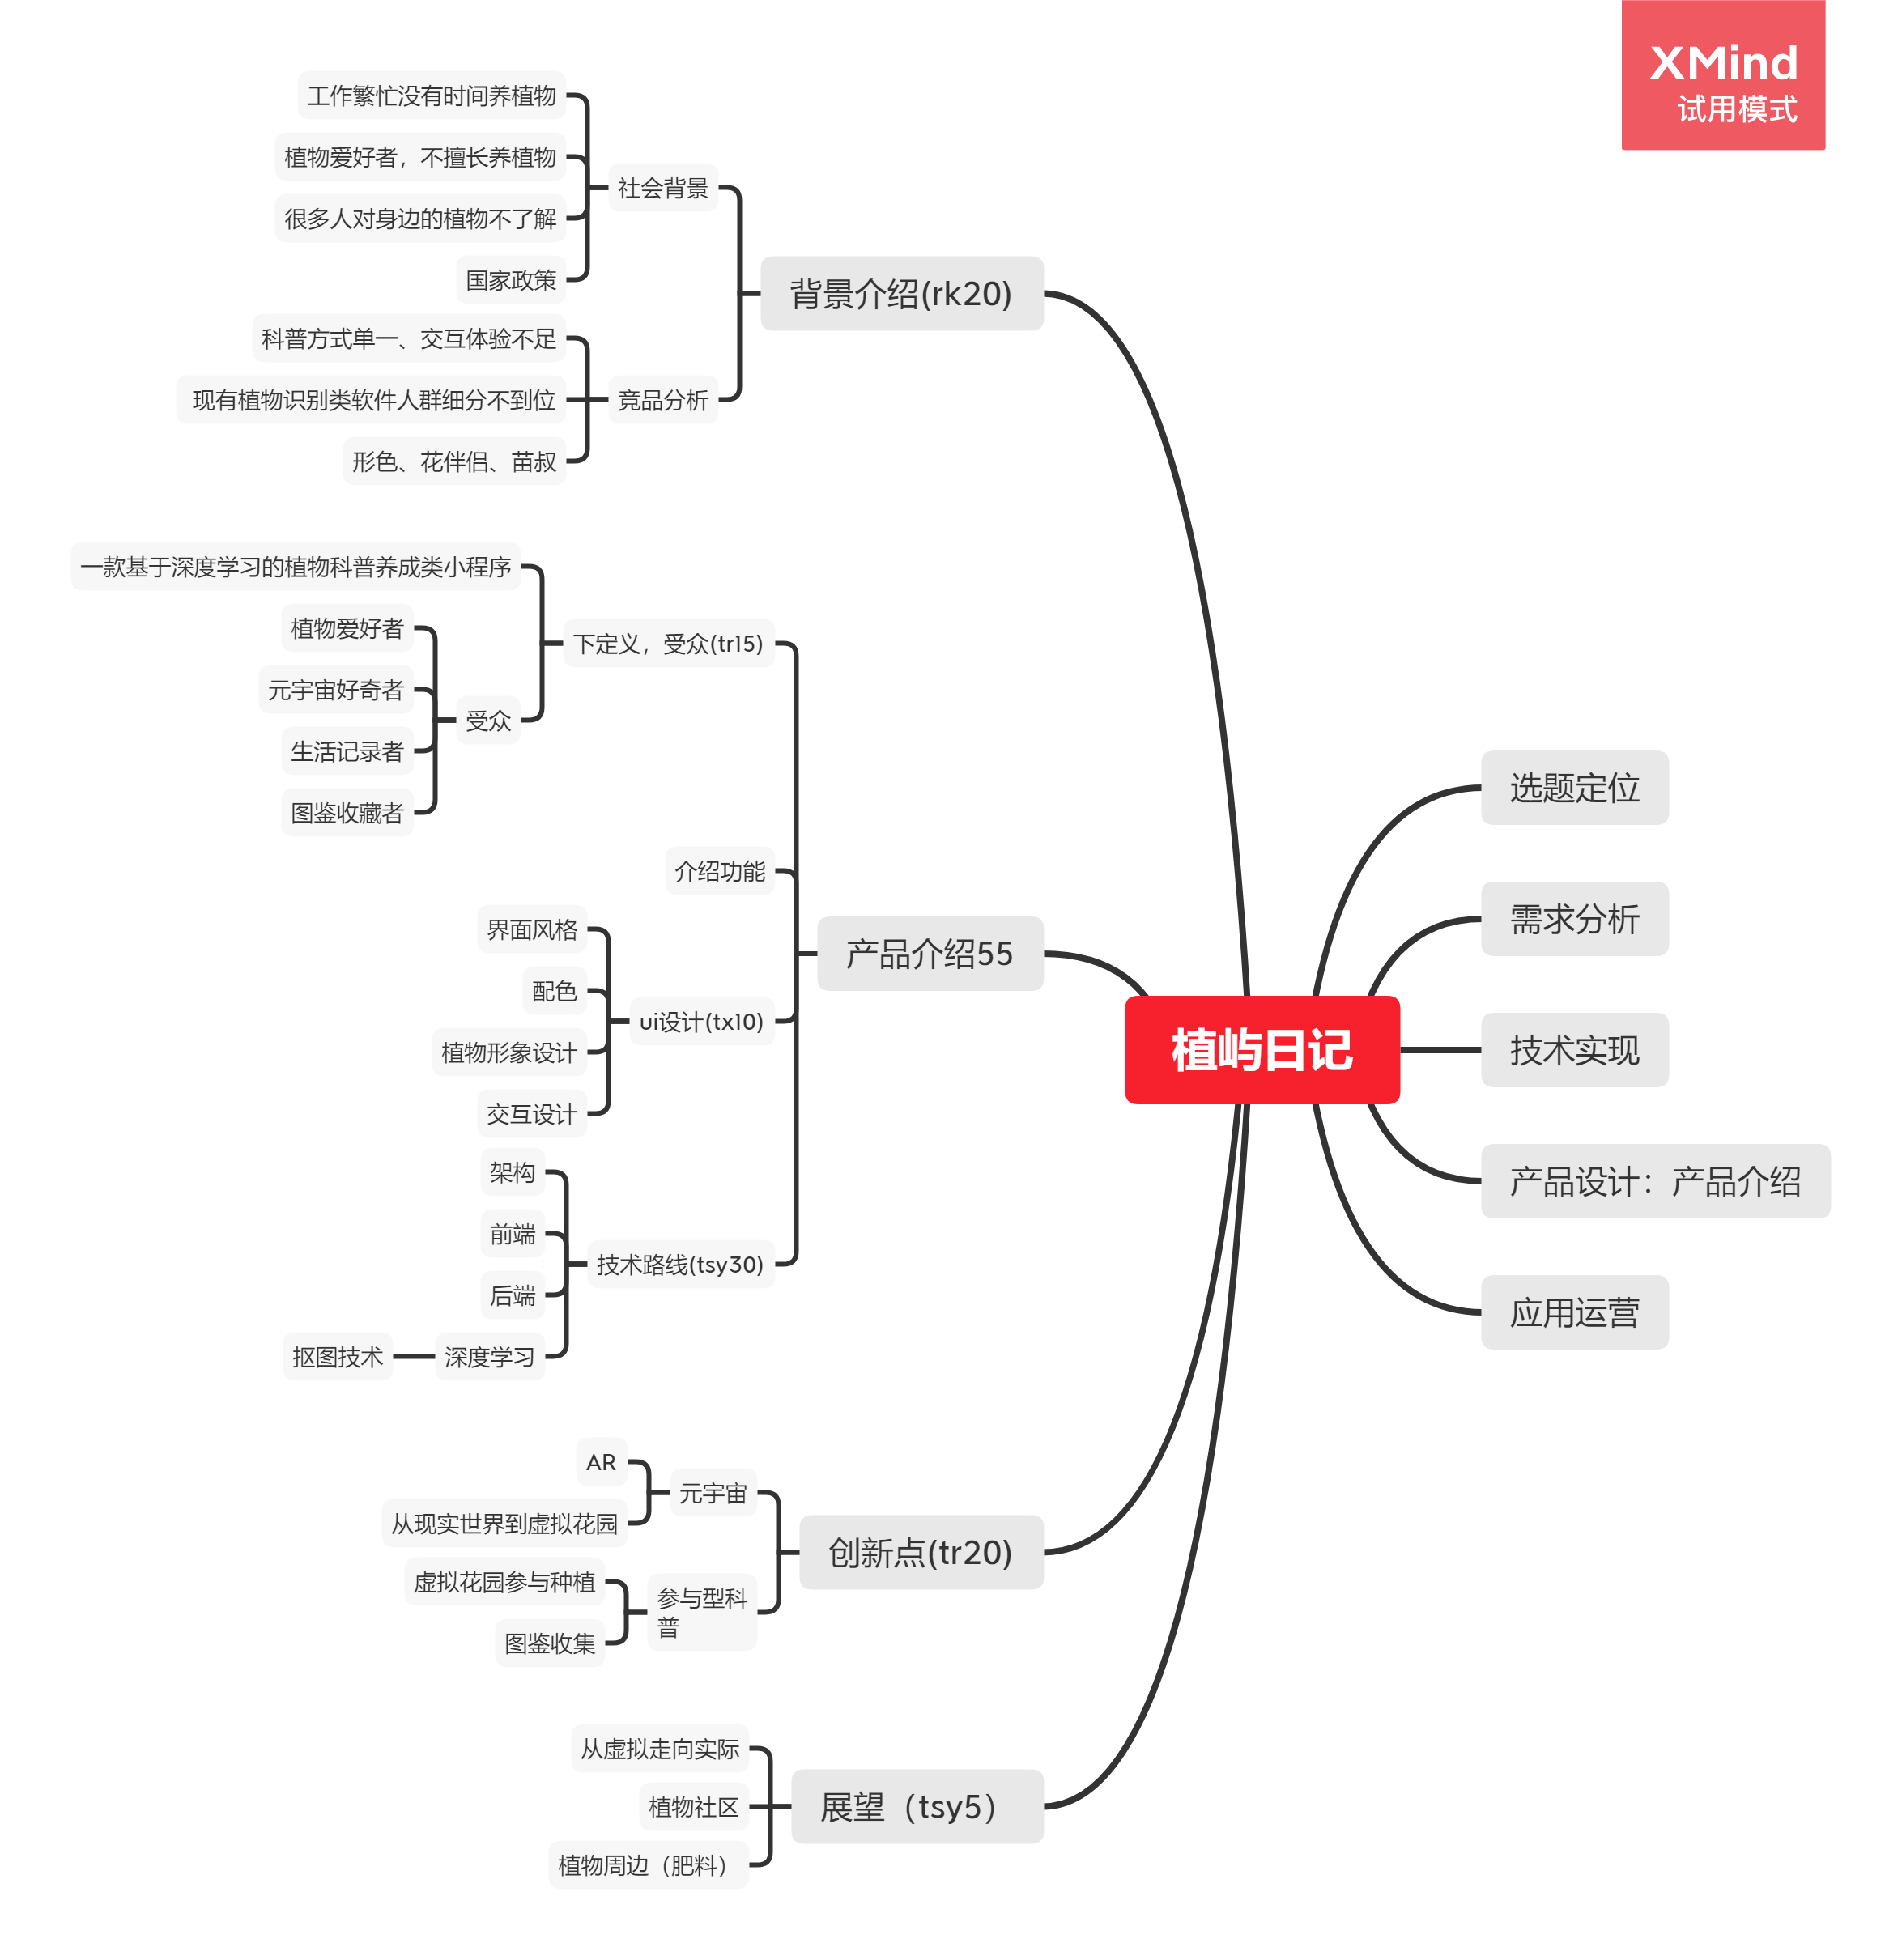 XMind
试用模式
工作繁忙没有时间养植物
植物爱好者，不擅长养植物
很多人对身边的植物不了解
国家政策
社会背景
科普方式单一、交互体验不足
现有植物识别类软件人群细分不到位
形色、花伴侣、苗叔
竞品分析
背景介绍(rk20)
一款基于深度学习的植物科普养成类小程序
植物爱好者
元宇宙好奇者
生活记录者
图鉴收藏者
受众
下定义，受众(tr15)
介绍功能
界面风格
配色
植物形象设计
交互设计
ui设计(tx10)
架构
前端
后端
抠图技术
深度学习
技术路线(tsy30)
产品介绍55
AR
从现实世界到虚拟花园
元宇宙
虚拟花园参与种植
图鉴收集
参与型科
普
创新点(tr20)
从虚拟走向实际
植物社区
植物周边（肥料）
展望（tsy5）
植屿日记
选题定位
需求分析
技术实现
产品设计：产品介绍
应用运营